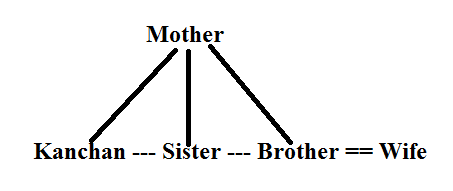 Mother
Kanchan --- Sister --- Brother == Wife